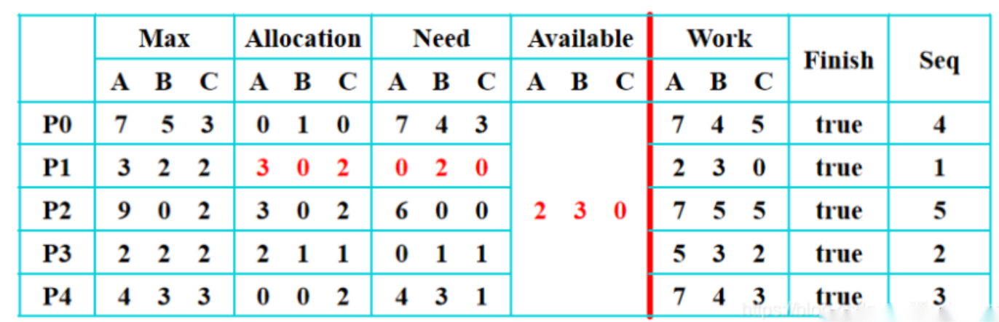 Max Allocation Need Available Work Finish Seq
A B C A B C A B C A B C A B C
P0 7 5 3 0 1 0 7 4 3 7 4 5 true 4
P1 3 2 2 3 0 2 0 2 0 2 3 0 true 1
P2 9 0 2 3 0 2 6 0 0 2 3 0 7 5 5 true 5
P3 2 2 2 2 1 1 0 1 1 5 3 2 true 2
P4 4 3 3 0 0 2 4 3 1 7 4 3 true 3